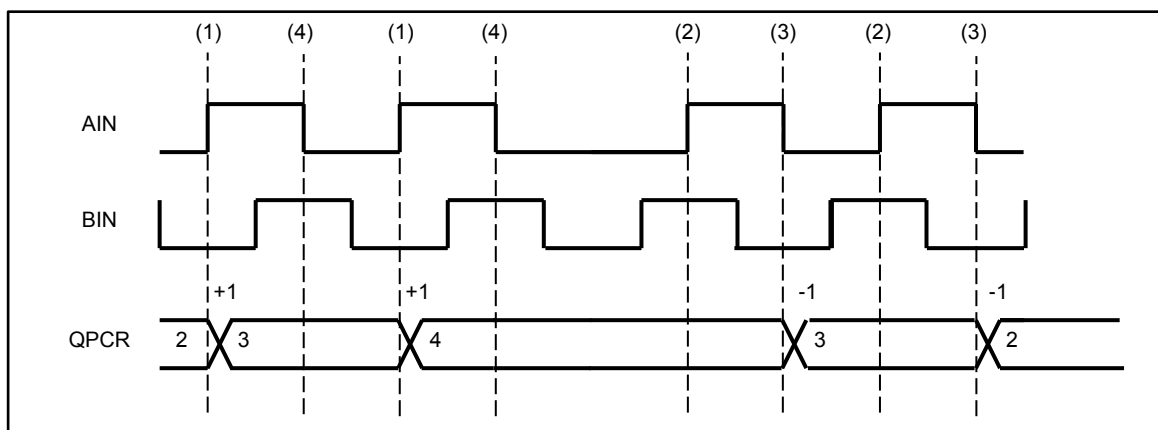 (1) (4) (1) (4) (2) (3) (2) (3)
AIN
BIN
+1 +1 -1 -1
QPCR 2 3 4 3 2